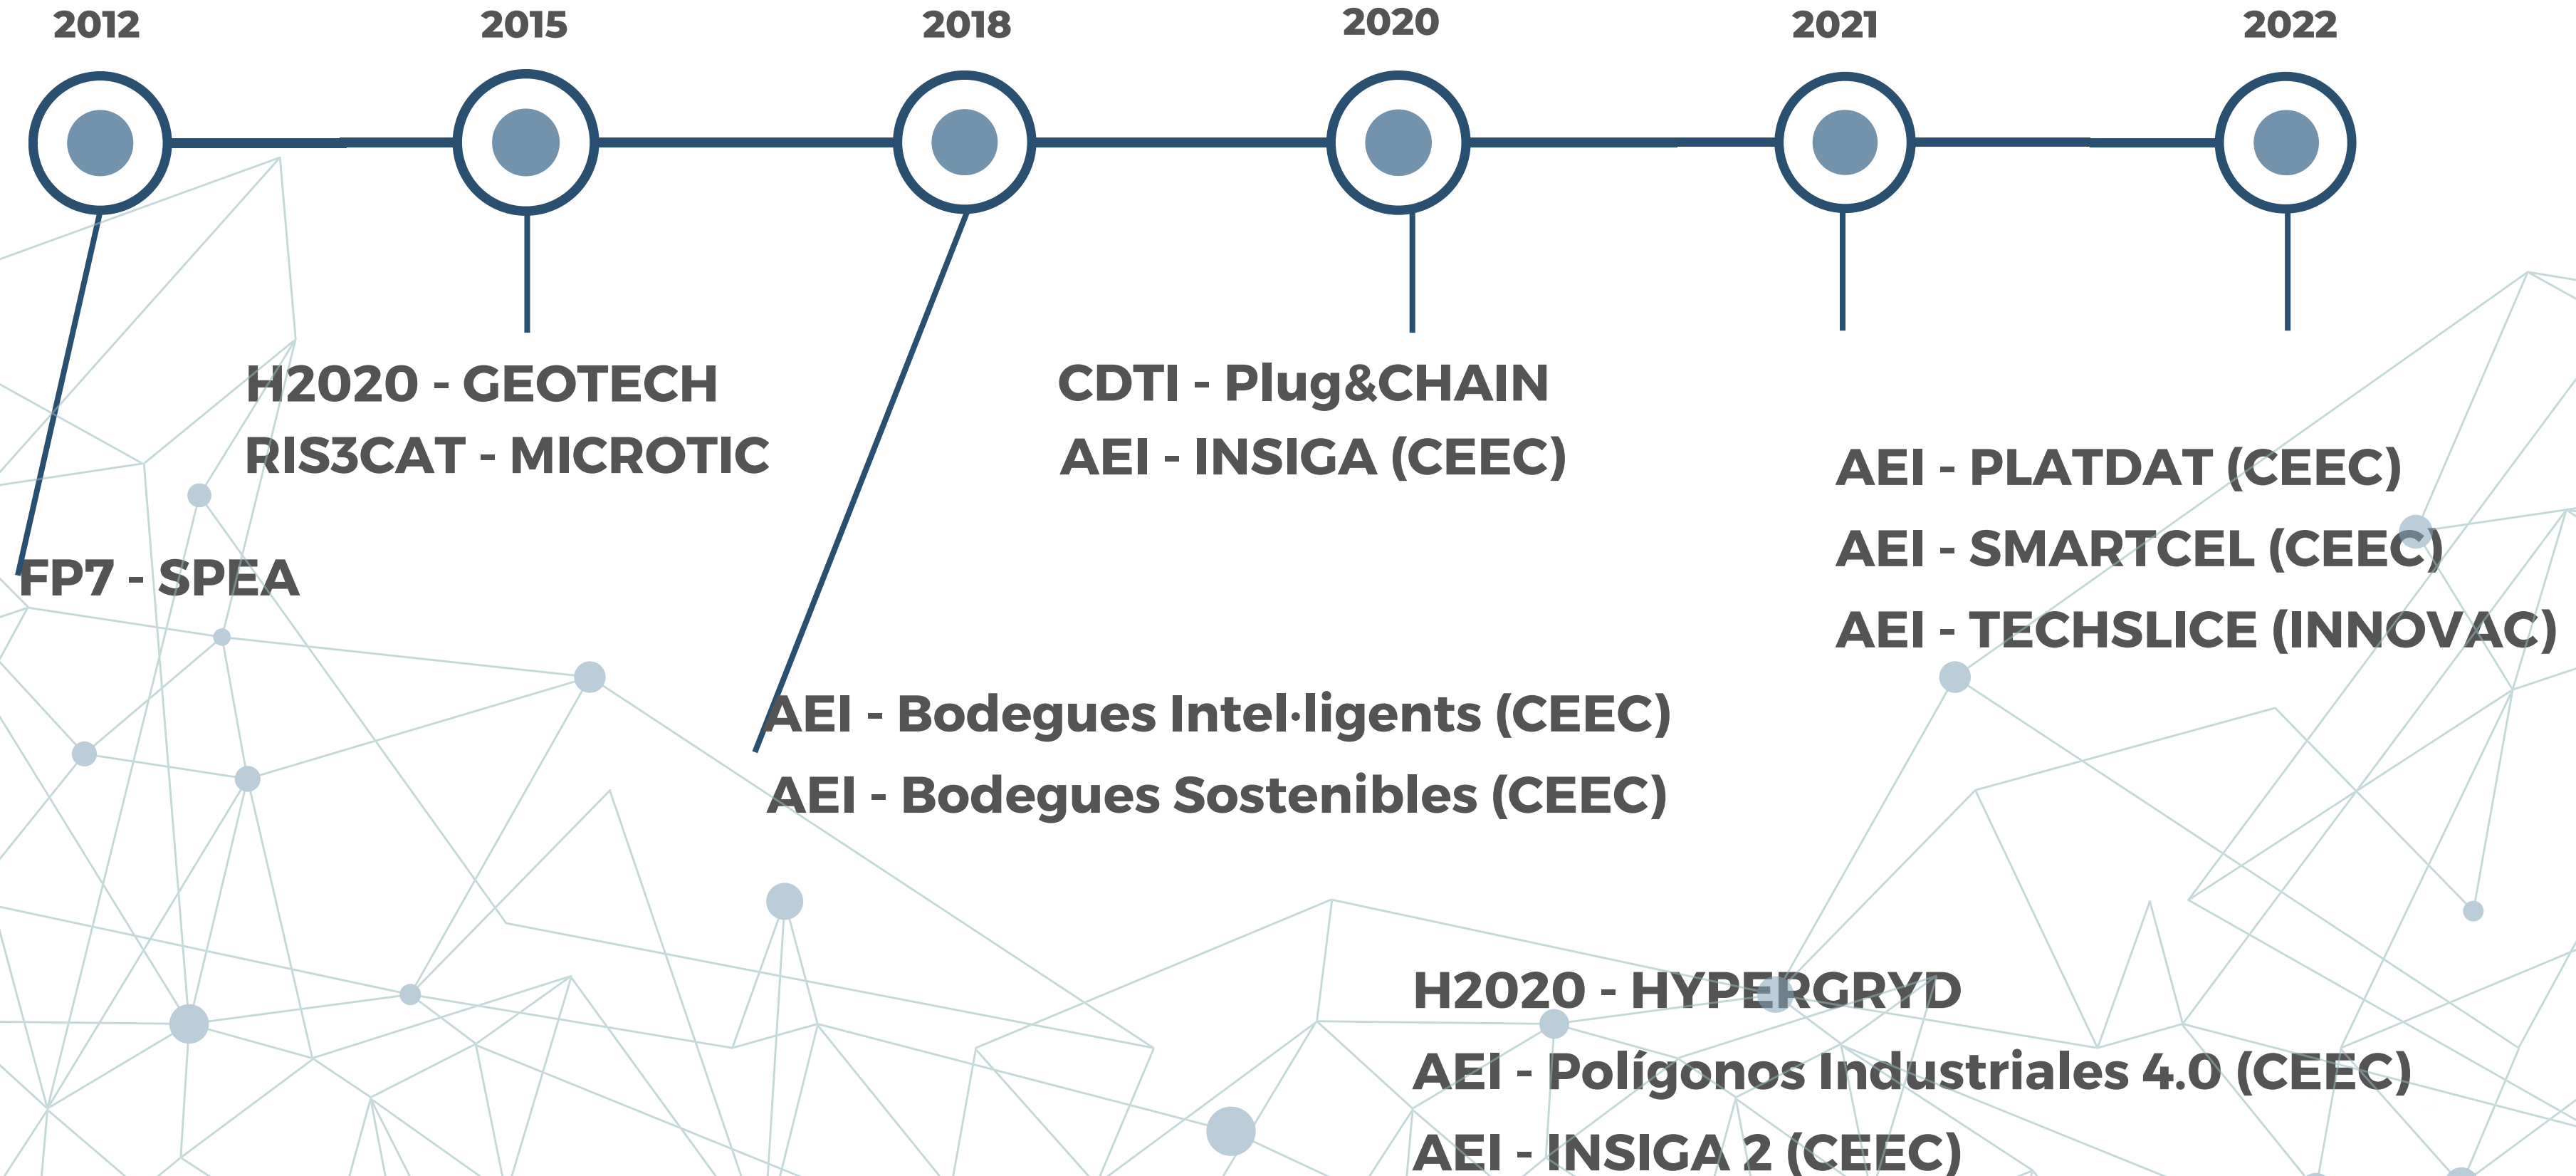 2012
2015
2018
2020
2021
2022
H2020 - GEOTECH
RIS3CAT - MICROTIC
CDTI - Plug&CHAIN
AEI - INSIGA (CEEC)
FP7 - SPEA
AEI - PLATDAT (CEEC)
AEI - SMARTCEL (CEEC)
AEI - TECHSLICE (INNOVAC)
AEI - Bodegues Intel·ligents (CEEC)
AEI - Bodegues Sostenibles (CEEC)
H2020 - HYPERGRYD
AEI - Polígonos Industriales 4.0 (CEEC)
AEI - INSIGA 2 (CEEC)